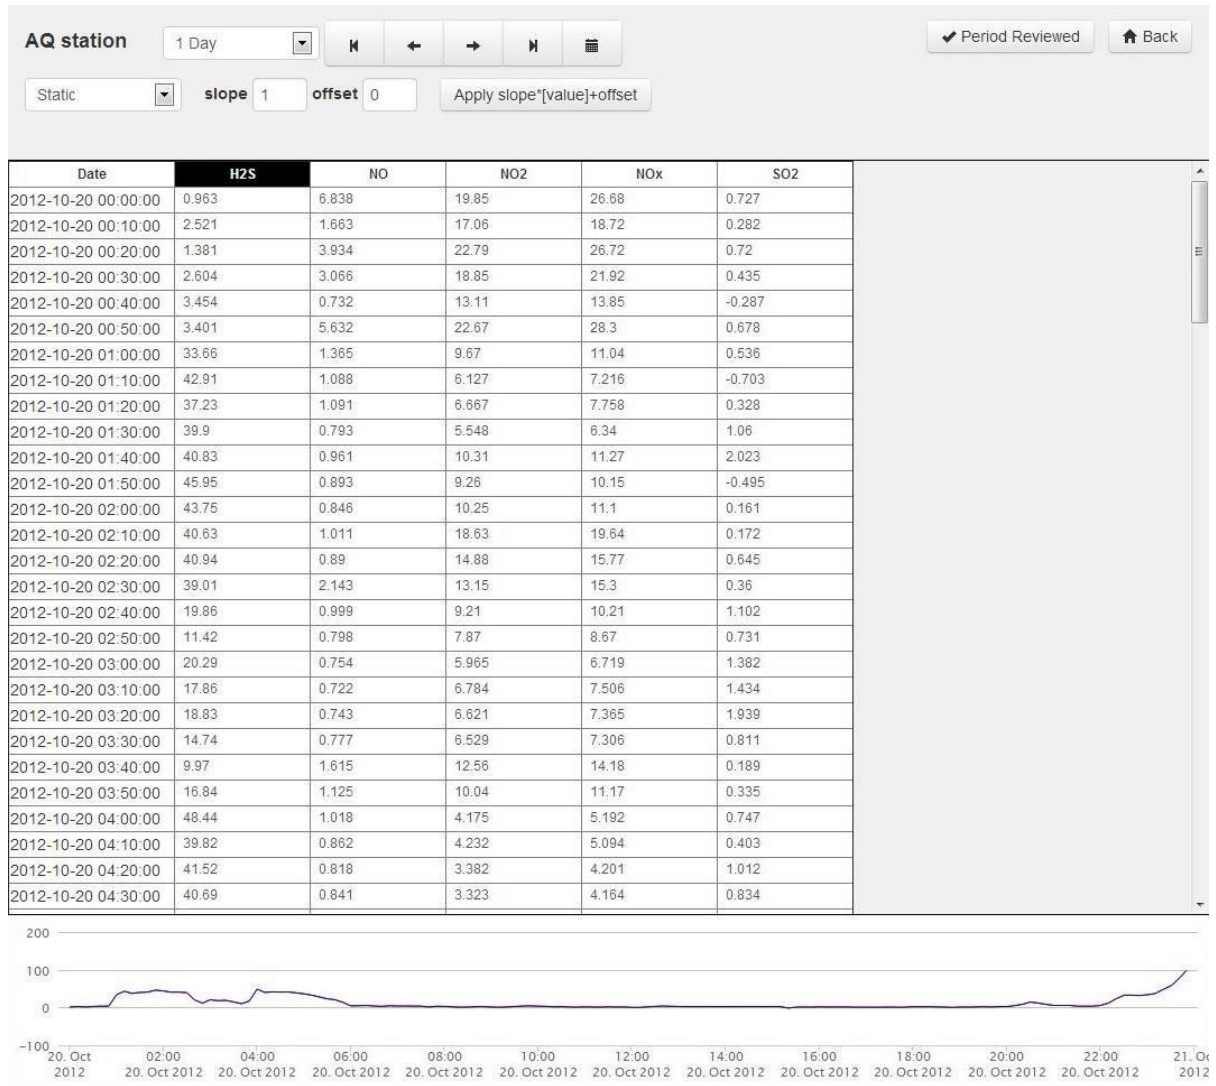 AQ station 1 Day Period Reviewed Back
Static slope 1 offset 0 Apply slope*[value]+offset
Date H2S NO NO2 NOx SO2
2012-10-20 00:00:00 0.963 6.838 19.85 26.68 0.727
2012-10-20 00:10:00 2.521 1.663 17.06 18.72 0.282
2012-10-20 00:20:00 1.381 3.934 22.79 26.72 0.72
2012-10-20 00:30:00 2.604 3.066 18.85 21.92 0.435
2012-10-20 00:40:00 3.454 0.732 13.11 13.85 -0.287
2012-10-20 00:50:00 3.401 5.632 22.67 28.3 0.678
2012-10-20 01:00:00 33.66 1.365 9.67 11.04 0.536
2012-10-20 01:10:00 42.91 1.088 6.127 7.216 -0.703
2012-10-20 01:20:00 37.23 1.091 6.667 7.758 0.328
2012-10-20 01:30:00 39.9 0.793 5.548 6.34 1.06
2012-10-20 01:40:00 40.83 0.961 10.31 11.27 2.023
2012-10-20 01:50:00 45.95 0.893 9.26 10.15 -0.495
2012-10-20 02:00:00 43.75 0.846 10.25 11.1 0.161
2012-10-20 02:10:00 40.63 1.011 18.63 19.64 0.172
2012-10-20 02:20:00 40.94 0.89 14.88 15.77 0.645
2012-10-20 02:30:00 39.01 2.143 13.15 15.3 0.36
2012-10-20 02:40:00 19.86 0.999 9.21 10.21 1.102
2012-10-20 02:50:00 11.42 0.798 7.87 8.67 0.731
2012-10-20 03:00:00 20.29 0.754 5.965 6.719 1.382
2012-10-20 03:10:00 17.86 0.722 6.784 7.506 1.434
2012-10-20 03:20:00 18.83 0.743 6.621 7.365 1.939
2012-10-20 03:30:00 14.74 0.777 6.529 7.306 0.811
2012-10-20 03:40:00 9.97 1.615 12.56 14.18 0.189
2012-10-20 03:50:00 16.84 1.125 10.04 11.17 0.335
2012-10-20 04:00:00 48.44 1.018 4.175 5.192 0.747
2012-10-20 04:10:00 39.82 0.862 4.232 5.094 0.403
2012-10-20 04:20:00 41.52 0.818 3.382 4.201 1.012
2012-10-20 04:30:00 40.69 0.841 3.323 4.164 0.834
200
100
0
-100
20. Oct 02:00 04:00 06:00 08:00 10:00 12:00 14:00 16:00 18:00 20:00 22:00 21. Oc
2012 20. Oct 2012 20. Oct 2012 20. Oct 2012 20. Oct 2012 20. Oct 2012 20. Oct 2012 20. Oct 2012 20. Oct 2012 20. Oct 2012 20. Oct 2012 20. Oct 2012 2012